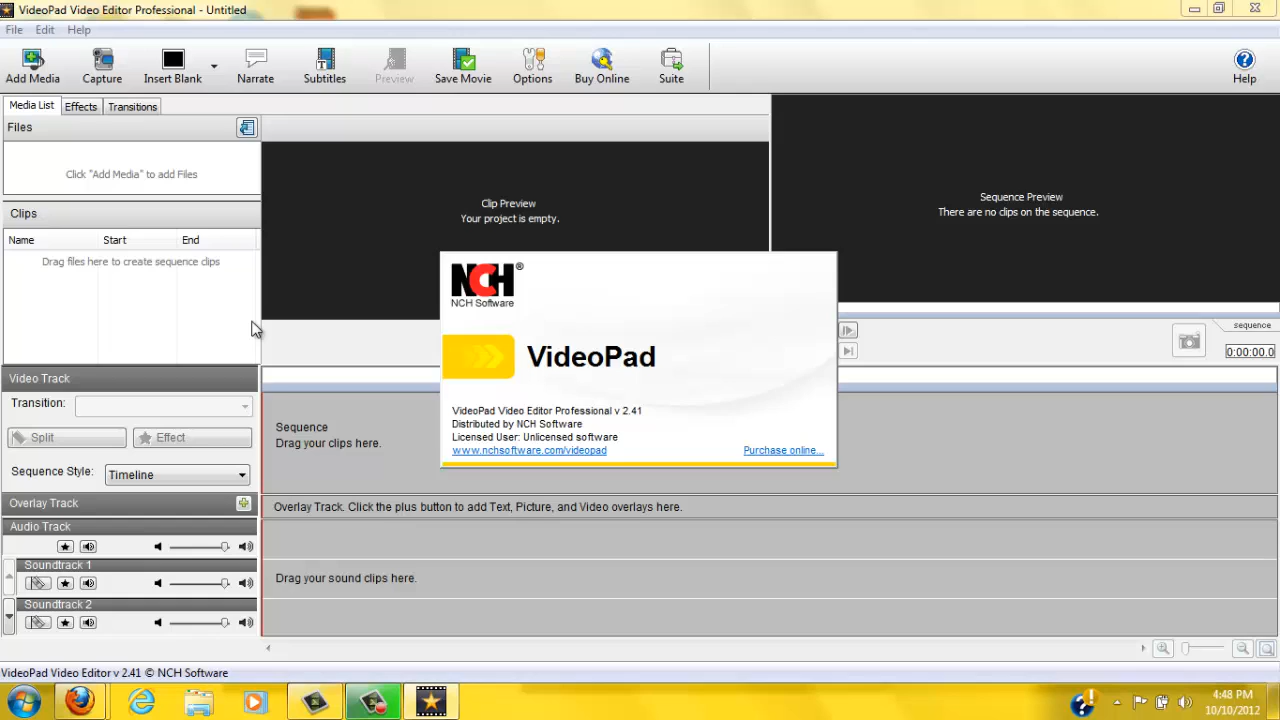 VideoPad Video Editor Professional - Untitled
File Edit Help
Add Media Capture Insert Blank Narrate Subtitles Preview Save Movie Options Buy Online Suite Help
Media List Effects Transitions
Files
Click "Add Media" to add Files
Clips
Name Start End
Drag files here to create sequence clips
Clip Preview
Your project is empty.
Sequence Preview
There are no clips on the sequence.
NCH®
NCH Software
VideoPad
VideoPad Video Editor Professional v 2.41
Distributed by NCH Software
Licensed User: Unlicensed software
www.nchsoftware.com/videopad Purchase online...
sequence
0:00:00.0
Video Track
Transition:
Split Effect
Sequence Style: Timeline
Sequence
Drag your clips here.
Overlay Track
Overlay Track. Click the plus button to add Text, Picture, and Video overlays here.
Audio Track
Soundtrack 1
Drag your sound clips here.
Soundtrack 2
VideoPad Video Editor v 2.41 © NCH Software
4:48 PM
10/10/2012